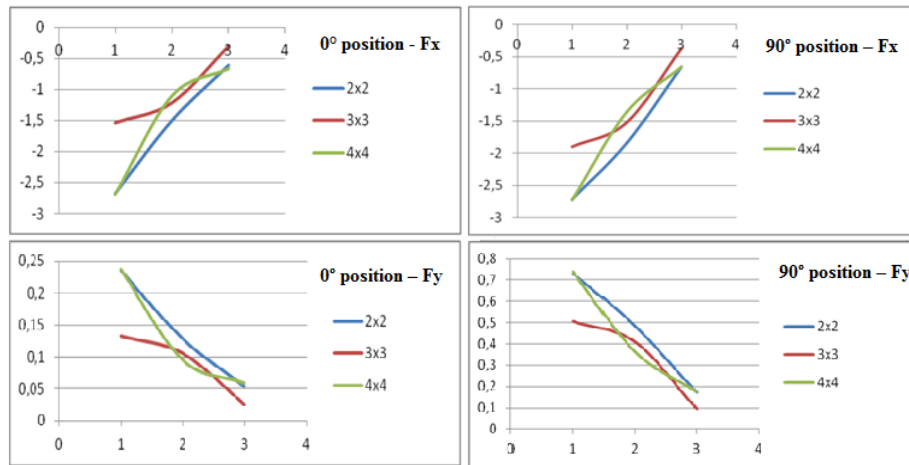 0° position - Fx
0
-0,5
-1
-1,5
-2
-2,5
-3
0 1 2 3 4
2x2
3x3
4x4
90° position – Fx
0
-0,5
-1
-1,5
-2
-2,5
-3
0 1 2 3 4
2x2
3x3
4x4
0° position – Fy
0,25
0,2
0,15
0,1
0,05
0
0 1 2 3 4
2x2
3x3
4x4
90° position – Fy
0,8
0,7
0,6
0,5
0,4
0,3
0,2
0,1
0
0 1 2 3 4
2x2
3x3
4x4